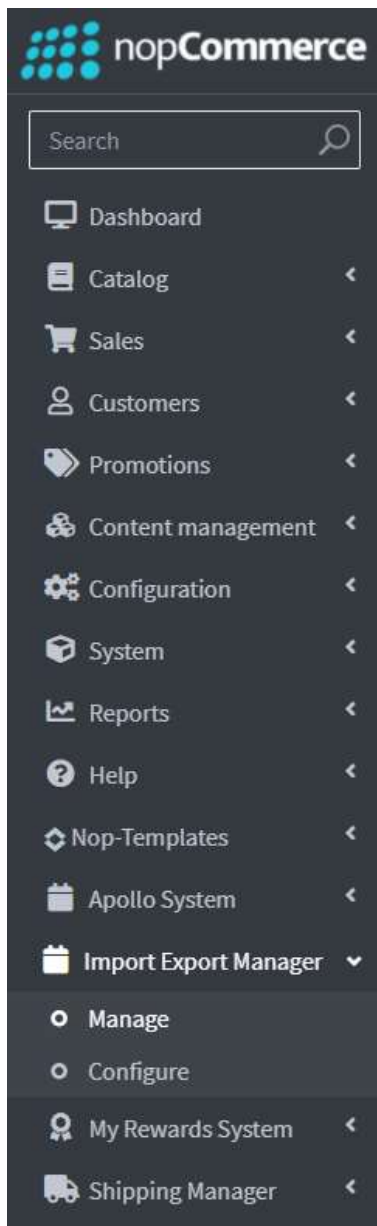 nopCommerce
Search
Dashboard
Catalog
Sales
Customers
Promotions
Content management
Configuration
System
Reports
Help
Nop-Templates
Apollo System
Import Export Manager
Manage
Configure
My Rewards System
Shipping Manager